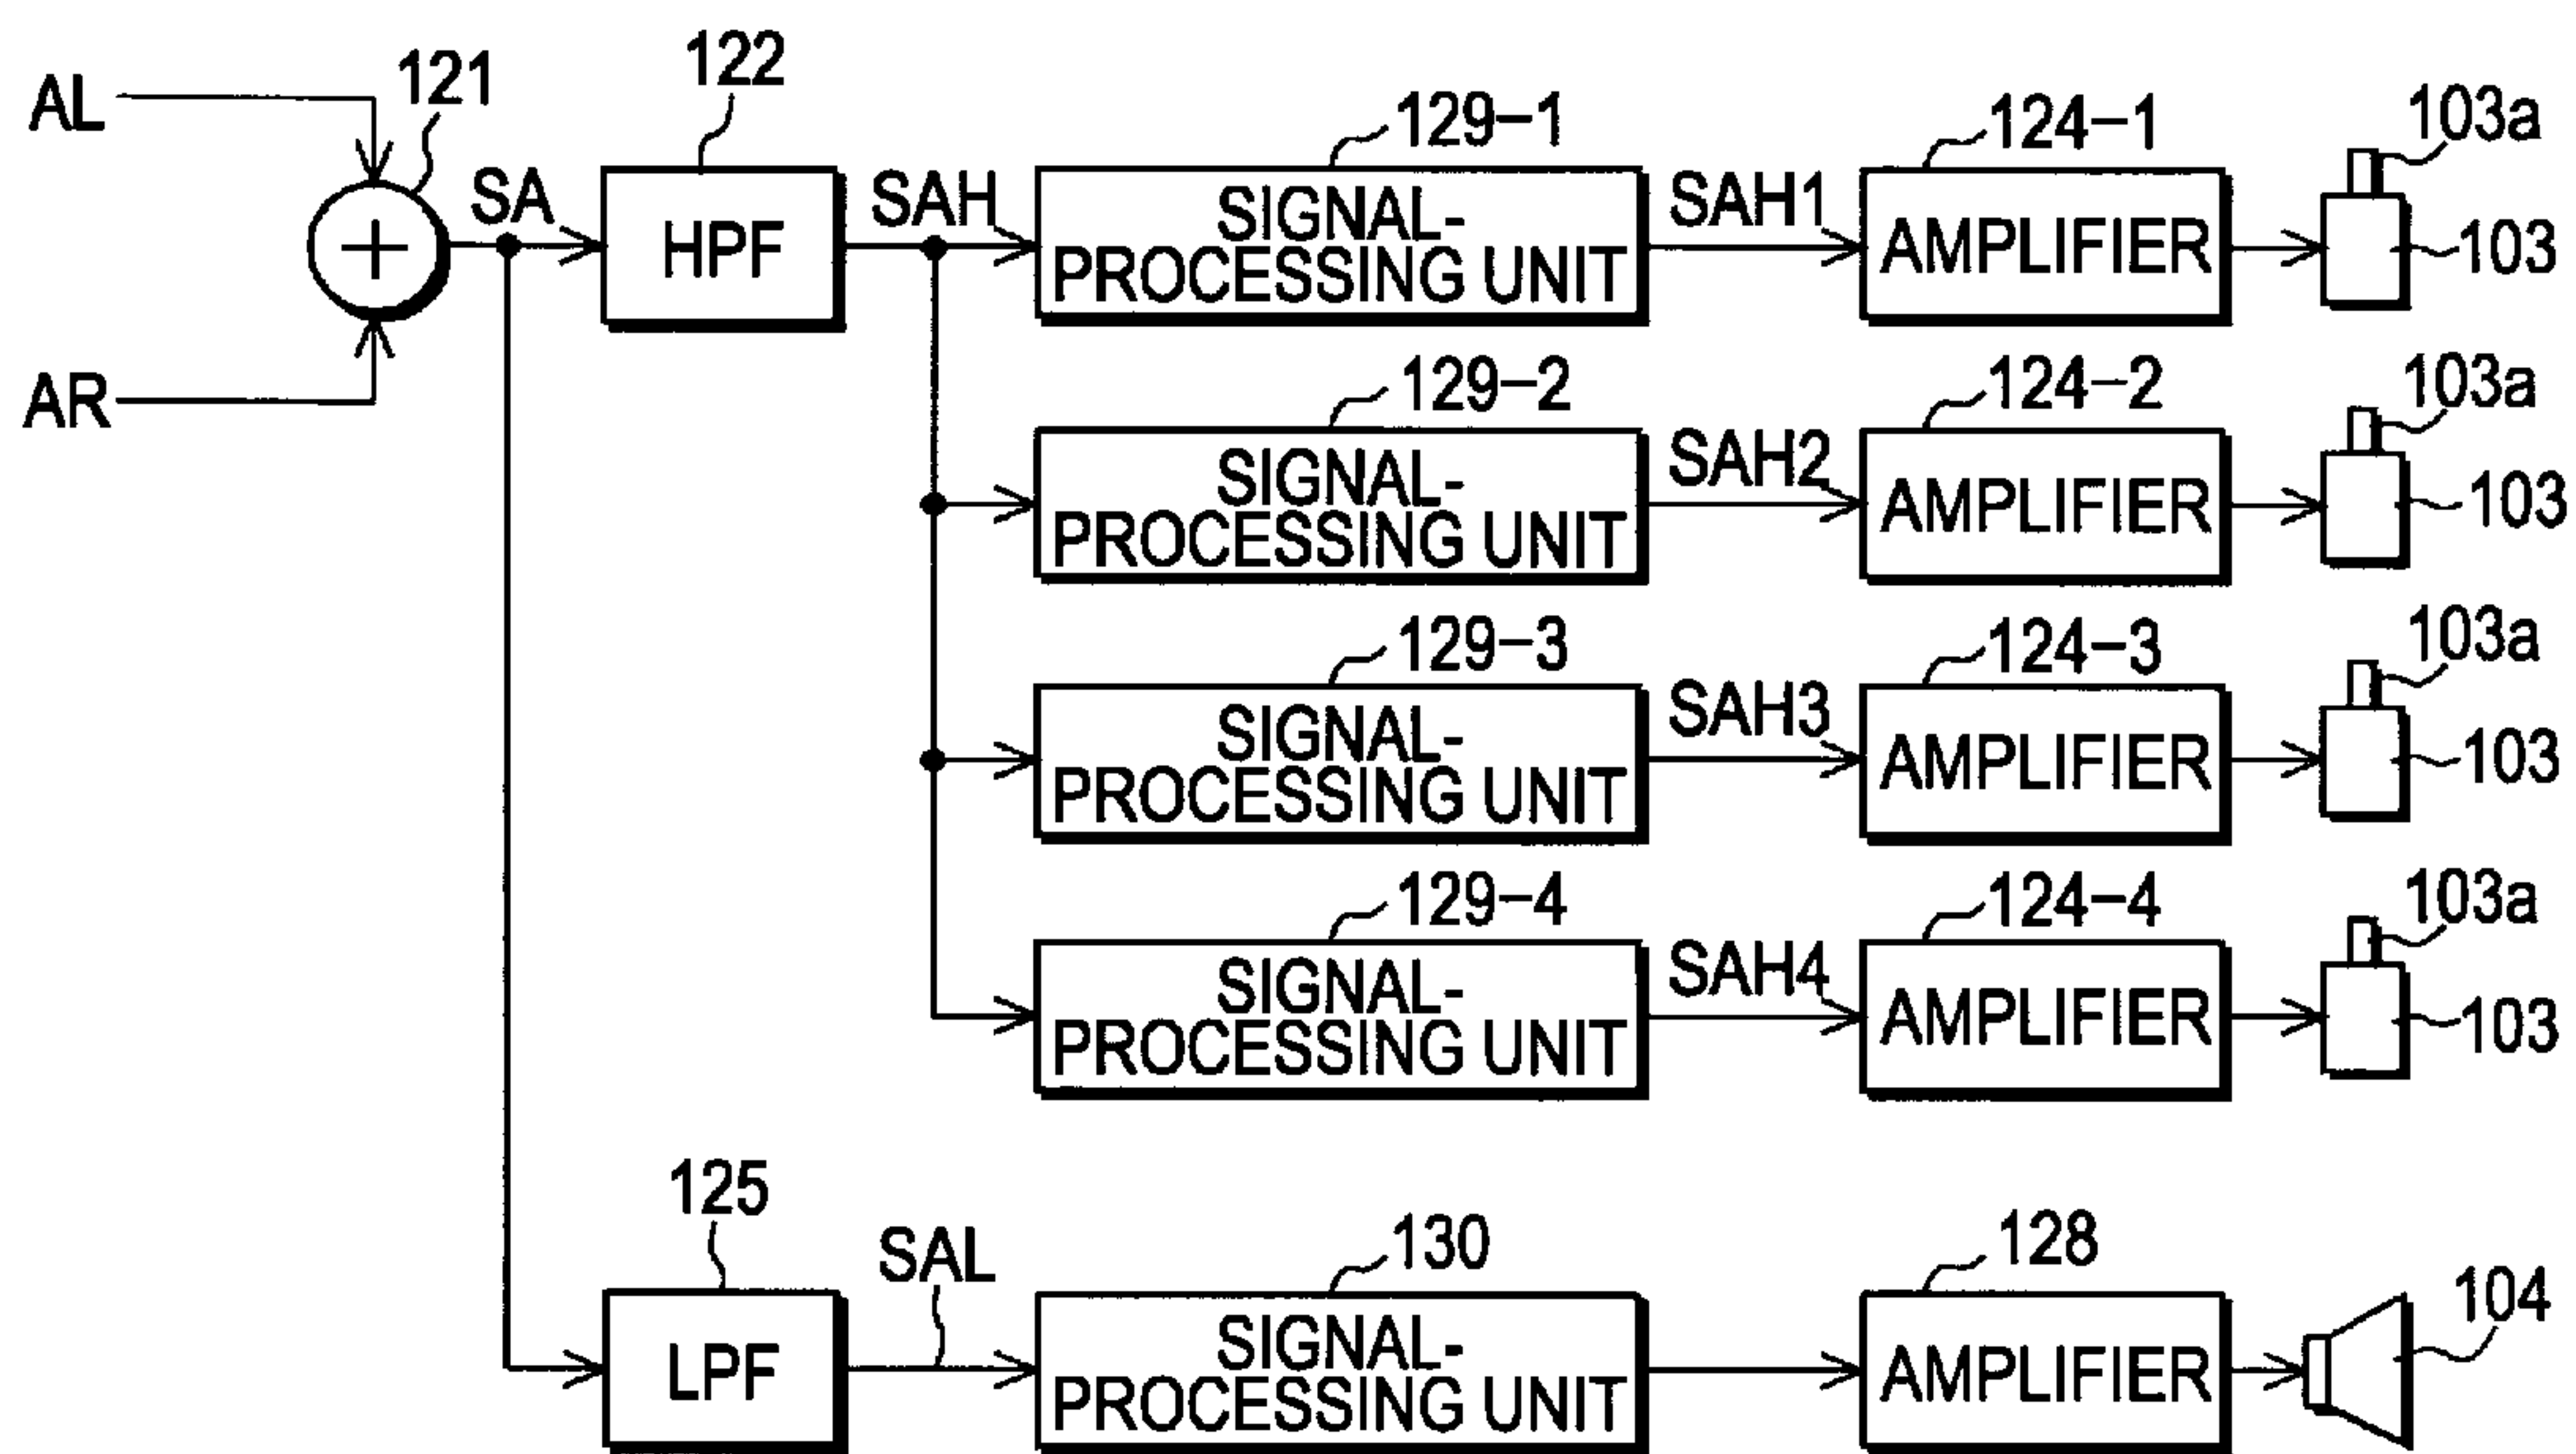 AL
121
122
SA
HPF
SAH
129-1
SIGNAL-
PROCESSING UNIT
SAH1
124-1
AMPLIFIER
103a
103
AR
129-2
SIGNAL-
PROCESSING UNIT
SAH2
124-2
AMPLIFIER
103a
103
129-3
SIGNAL-
PROCESSING UNIT
SAH3
124-3
AMPLIFIER
103a
103
129-4
SIGNAL-
PROCESSING UNIT
SAH4
124-4
AMPLIFIER
103a
103
125
LPF
SAL
130
SIGNAL-
PROCESSING UNIT
128
AMPLIFIER
104